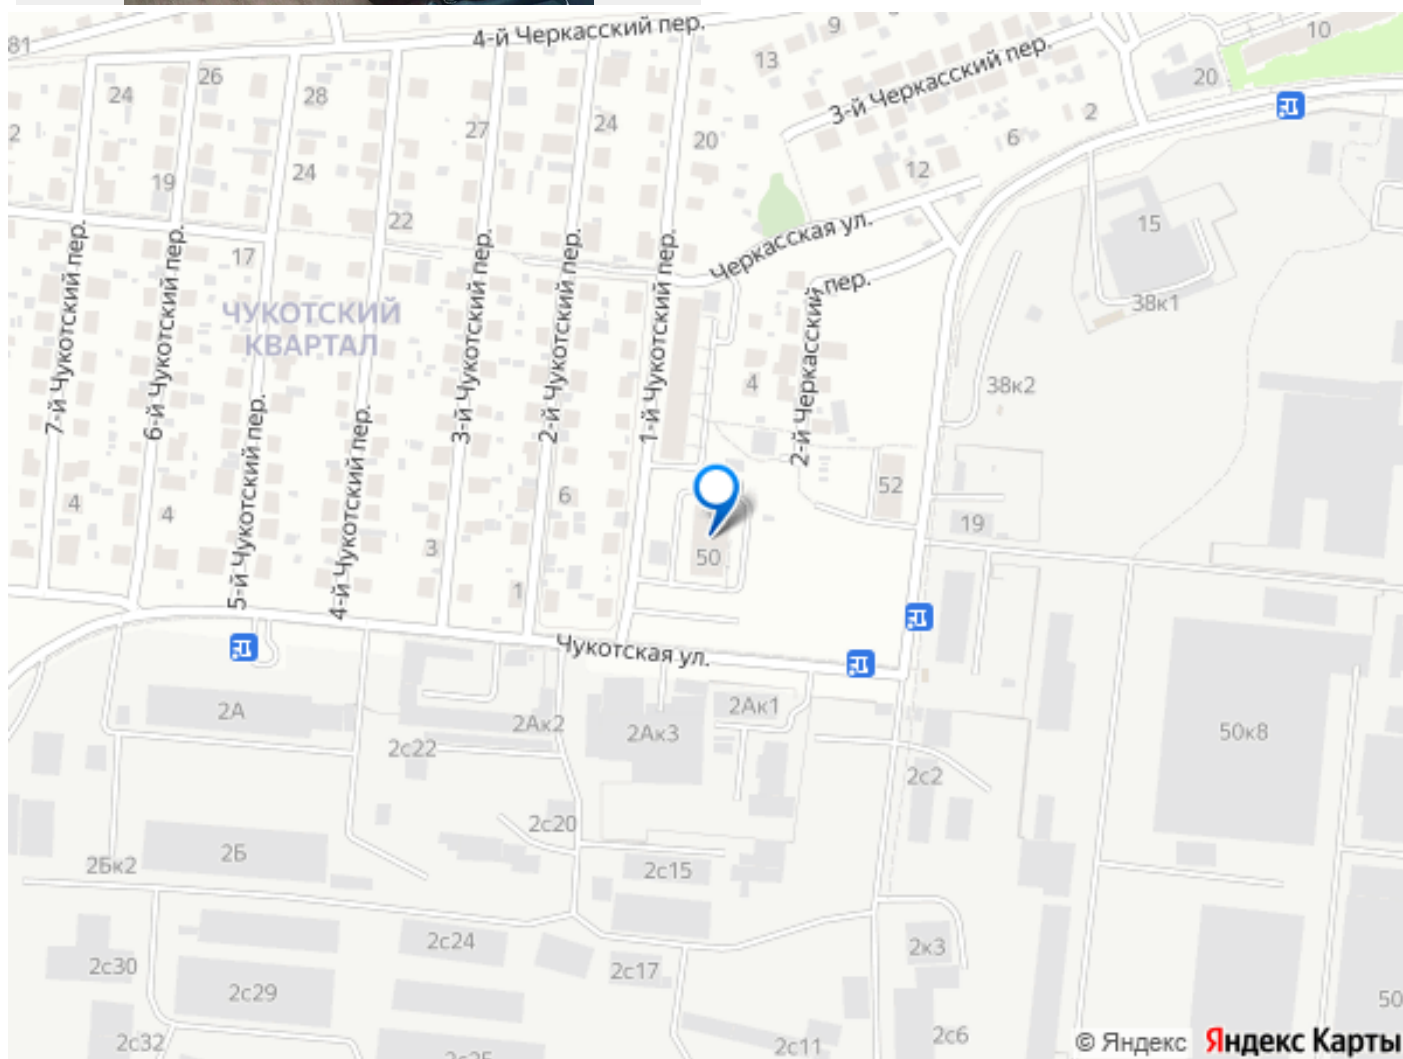 4-й Черкасский пер.
9
10
81
13
3-й Черкасский пер.
26
20
24
28
2
27
24
20
2
6
12
19
24
22
15
Черкасская ул.
17
2-й Черкасский пер.
38к1
ЧУКОТСКИЙ
КВАРТАЛ
7-й Чукотский пер.
6-й Чукотский пер.
5-й Чукотский пер.
4-й Чукотский пер.
3-й Чукотский пер.
2-й Чукотский пер.
1-й Чукотский пер.
4
38к2
4
4
6
52
19
3
50
1
Чукотская ул.
2А
2Ак2
2Ак3
2Ак1
50к8
2с22
2с2
2с20
2Б
2Бк2
2с15
2с24
2к3
2с30
2с17
2с29
50
2с32
2с25
2с11
2с6
© Яндекс Яндекс Карты